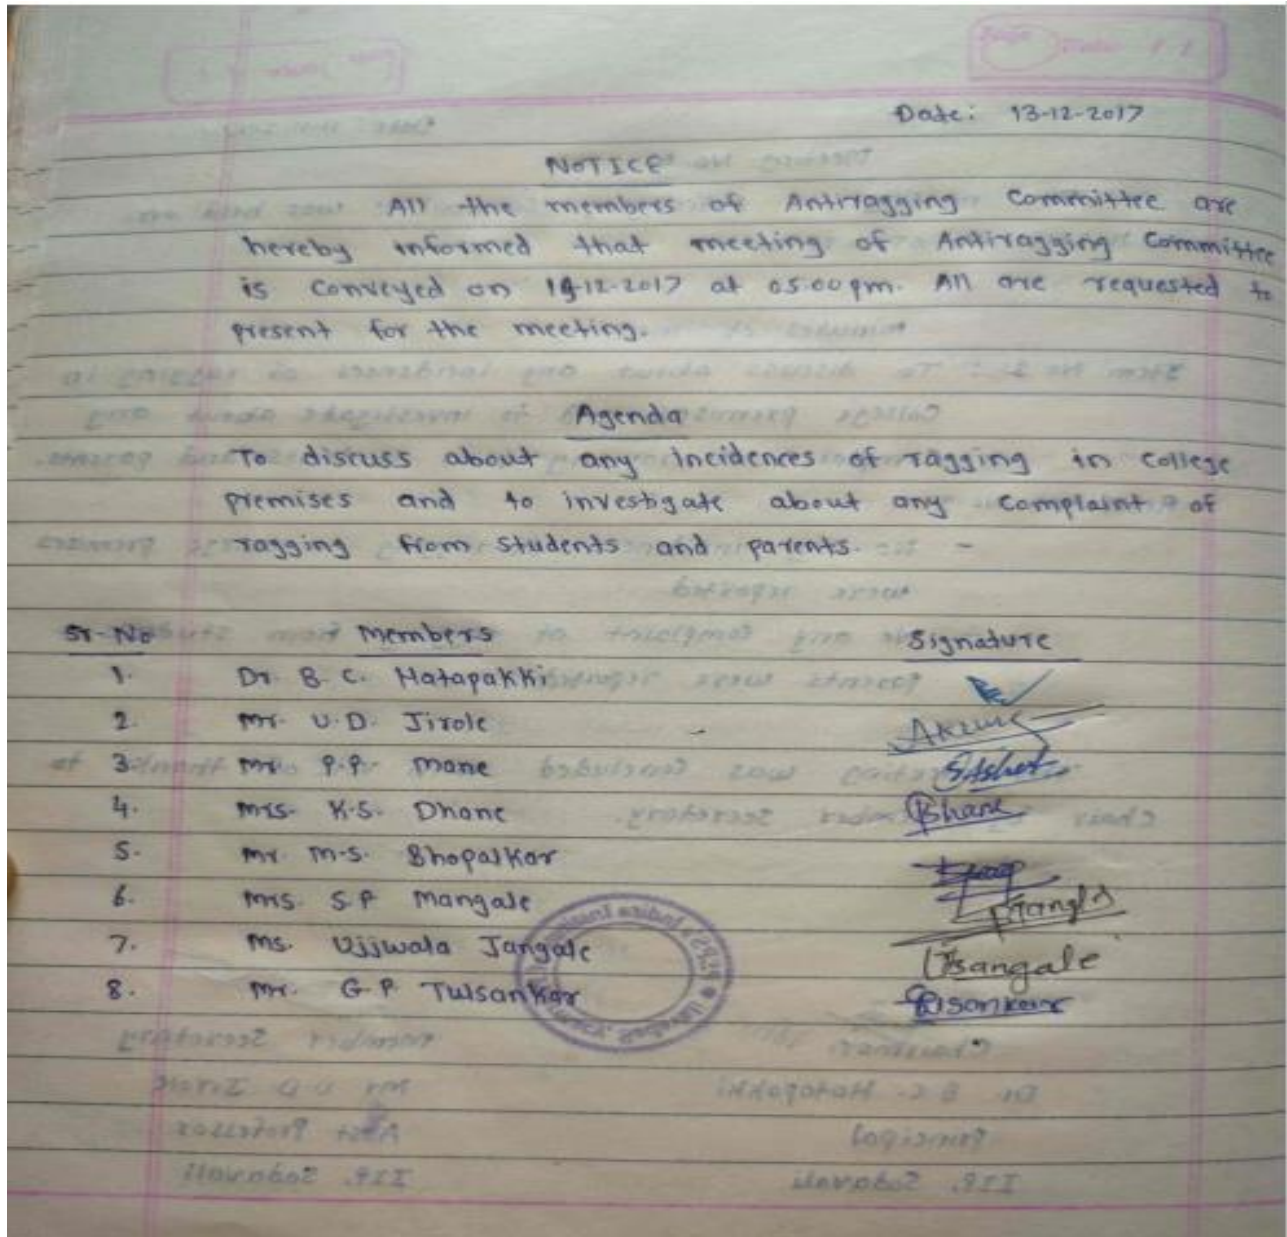 Date: 13-12-2017
NOTICE
All the members of Antiragging Committee are
hereby informed that meeting of Antiragging Committee
is conveyed on 14-12-2017 at 05.00 pm. All are requested to
present for the meeting.
Agenda
To discuss about any incidences of ragging in college
premises and to investigate about any complaint of
ragging from students and parents. -
Sr. No Members Signature
1. Dr. B. C. Hatapakki
2. Mr. U.D. Jirole
3. Mr. P.P. Mane
4. Mrs. K.S. Dhane Kshane
5. Mr. M.S. Bhopalkar
6. Mrs. S.P Mangale
7. Ms. Ujjwala Jangale Jangale
8. Mr. G.P Tulsankar